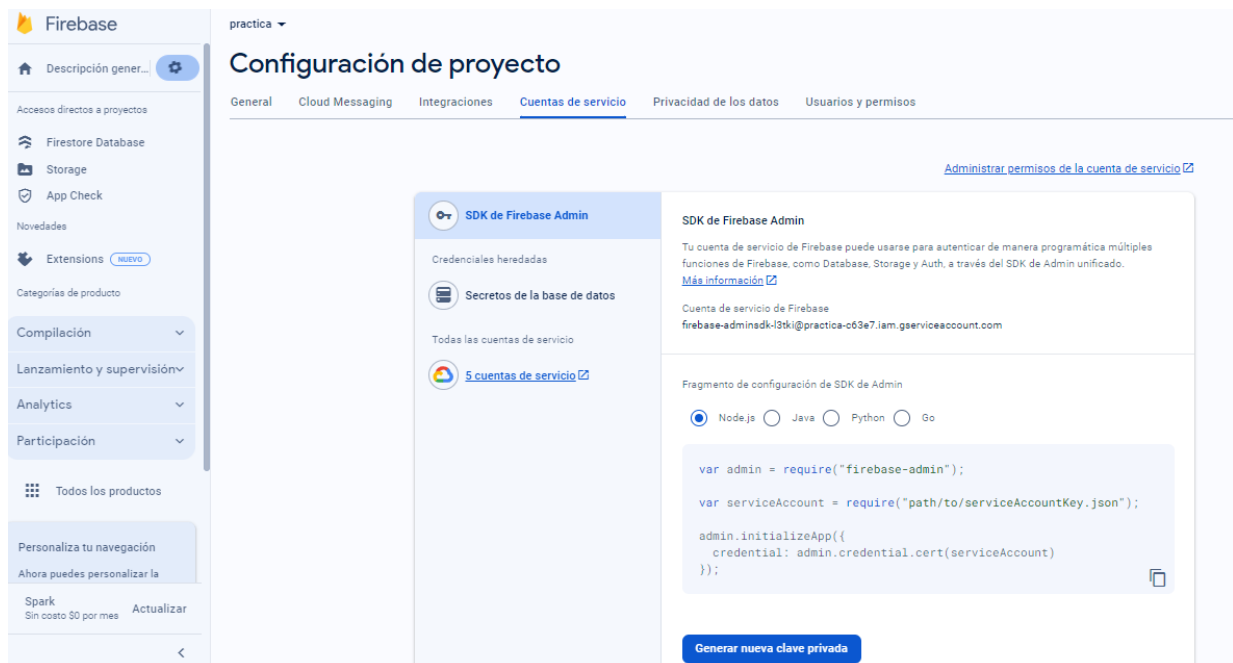 Firebase
Descripción gener...
Accesos directos a proyectos
Firestore Database
Storage
App Check
Novedades
Extensions NUEVO
Categorías de producto
Compilación
Lanzamiento y supervisión
Analytics
Participación
Todos los productos
Personaliza tu navegación
Ahora puedes personalizar la
Spark
Sin costo $0 por mes
Actualizar
practica
Configuración de proyecto
General Cloud Messaging Integraciones Cuentas de servicio Privacidad de los datos Usuarios y permisos
Administrar permisos de la cuenta de servicio
SDK de Firebase Admin
Credenciales heredadas
Secretos de la base de datos
Todas las cuentas de servicio
5 cuentas de servicio
SDK de Firebase Admin
Tu cuenta de servicio de Firebase puede usarse para autenticar de manera programática múltiples
funciones de Firebase, como Database, Storage y Auth, a través del SDK de Admin unificado.
Más información
Cuenta de servicio de Firebase
firebase-adminsdk-l3tki@practica-c63e7.iam.gserviceaccount.com
Fragmento de configuración de SDK de Admin
Node.js Java Python Go
var admin = require("firebase-admin");
var serviceAccount = require("path/to/serviceAccountKey.json");
admin.initializeApp({
credential: admin.credential.cert(serviceAccount)
});
Generar nueva clave privada